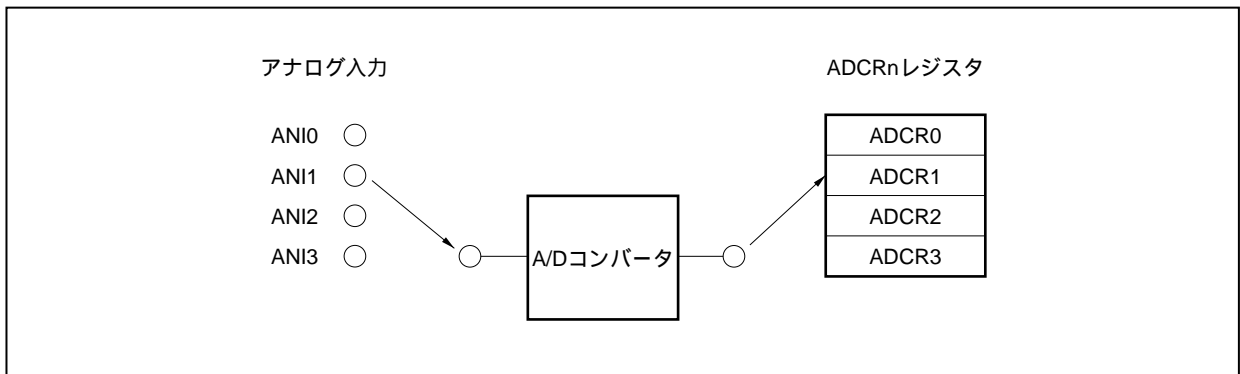 アナログ入力
ADCRnレジスタ
ANI0
ANI1
ANI2
ANI3
A/Dコンバータ
ADCR0
ADCR1
ADCR2
ADCR3